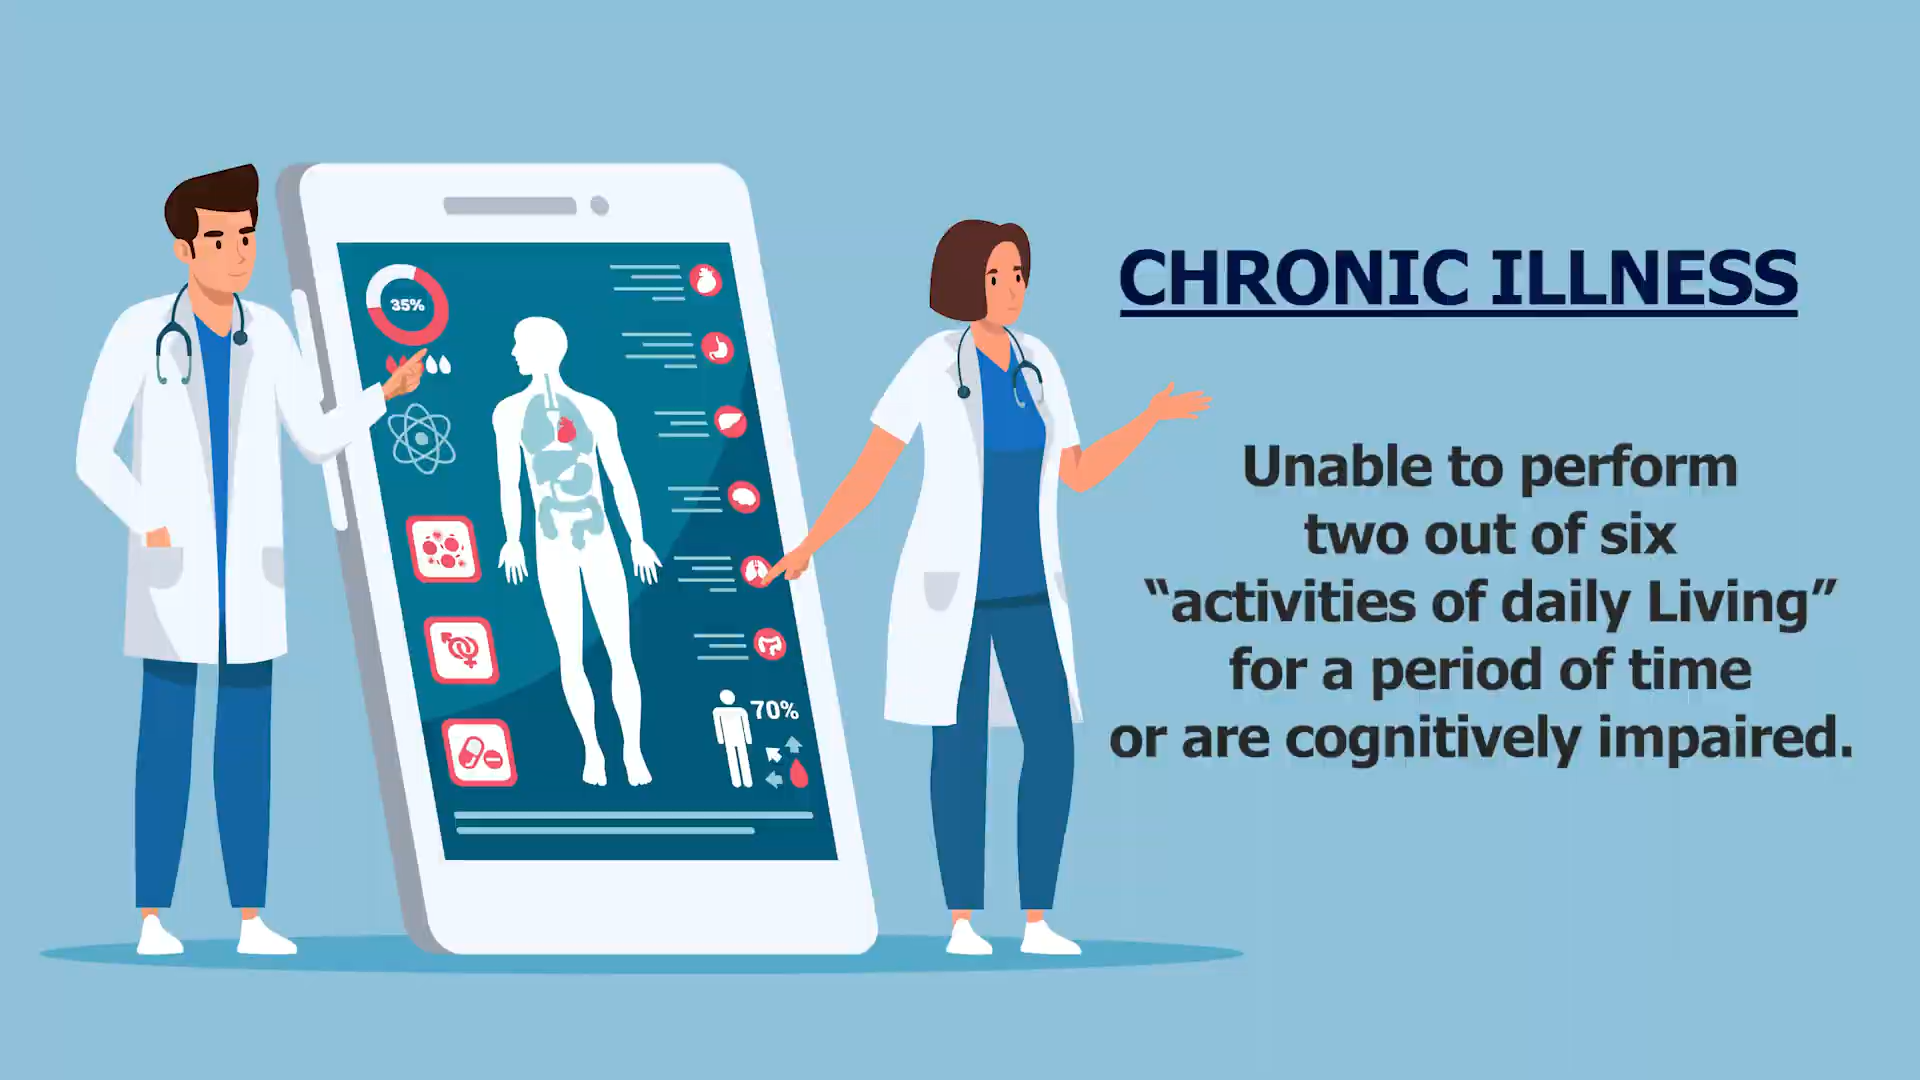 35%
70%
CHRONIC ILLNESS
Unable to perform
two out of six
“activities of daily Living”
for a period of time
or are cognitively impaired.